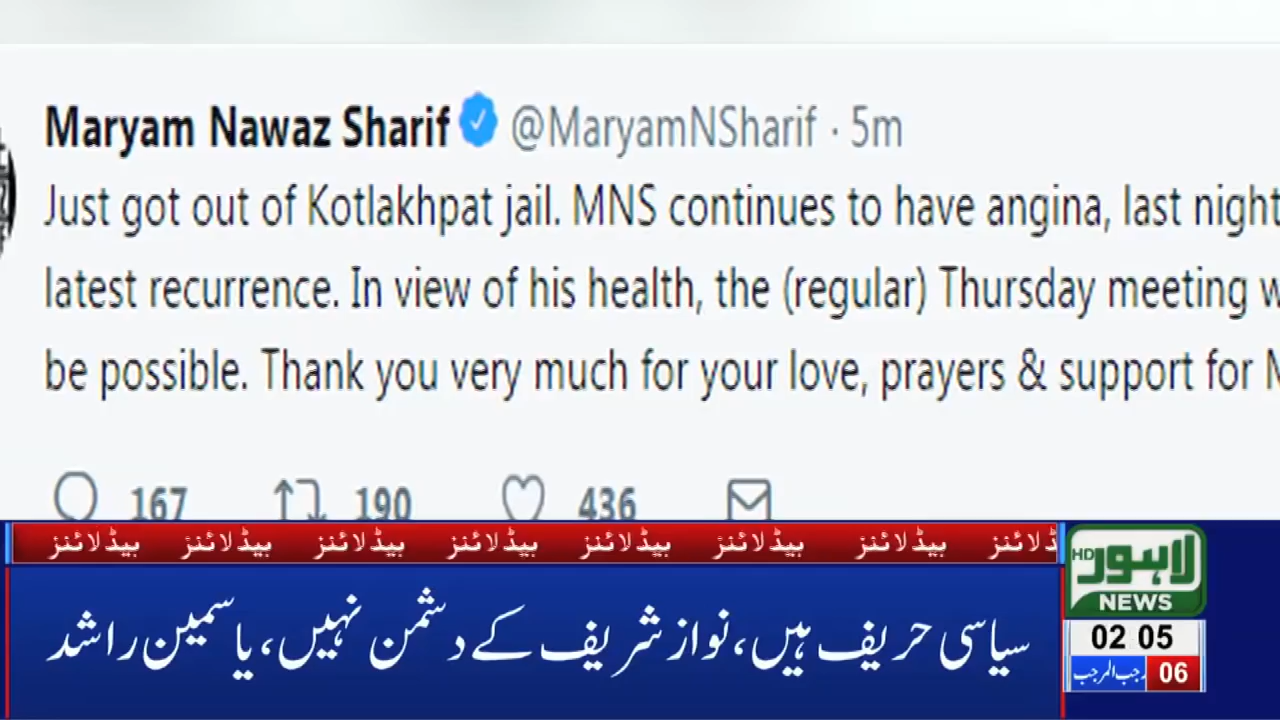 Maryam Nawaz Sharif @MaryamNSharif · 5m
Just got out of Kotlakhpat jail. MNS continues to have angina, last night
latest recurrence. In view of his health, the (regular) Thursday meeting
be possible. Thank you very much for your love, prayers & support for
167 190 436
ہیڈلائنز ہیڈلائنز ہیڈلائنز ہیڈلائنز ہیڈلائنز ہیڈلائنز ہیڈلائنز
سیاسی حریف ہیں، نواز شریف کے دشمن نہیں، یاسمین راشد
لاہور HD
NEWS
02 05
رجب المرجب 06